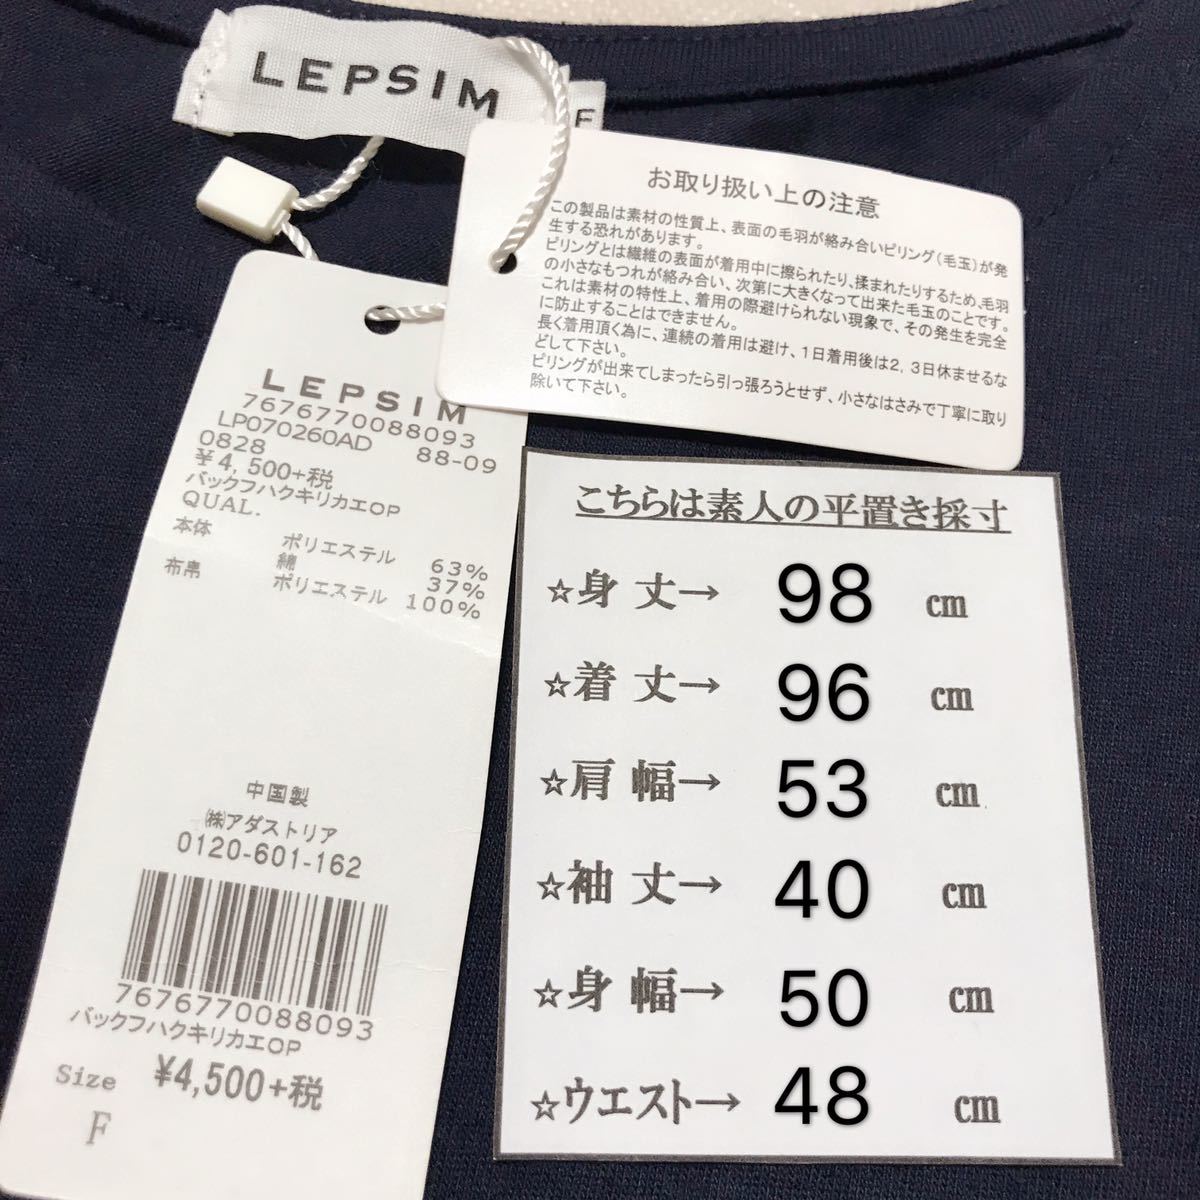 LEPSIM
F
お取り扱い上の注意
この製品は素材の性質上、表面の毛羽が絡み合いピリング（毛玉）が発
生する恐れがあります。
ピリングとは繊維の表面が着用中に擦られたり、揉まれたりするため、毛羽
の小さなもつれが絡み合い、次第に大きくなって出来た毛玉のことです。
これは素材の特性上、着用の際避けられない現象で、その発生を完全
に防止することはできません。
長く着用頂く為に、連続の着用は避け、1日着用後は2，3日休ませるな
どして下さい。
ピリングが出来てしまったら引っ張ろうとせず、小さなはさみで丁寧に取り
除いて下さい。
LEPSIM
7676770088093
LP070260AD
0828 88-09
¥4,500+税
バックフハクキリカエOP
QUAL.
本体 ポリエステル 63%
綿 37%
布帛 ポリエステル 100%
中国製
㈱アダストリア
0120-601-162
7676770088093
バックフハクキリカエOP
Size ¥4,500+税
F
こちらは素人の平置き採寸
☆身 丈→ 98 cm
☆着 丈→ 96 cm
☆肩 幅→ 53 cm
☆袖 丈→ 40 cm
☆身 幅→ 50 cm
☆ウエスト→ 48 cm